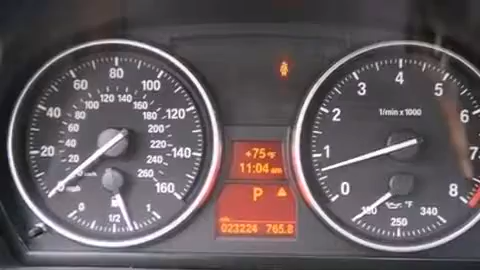 0 20 40 60 80 100 120 140 160
mph
20 40 60 80 100 120 140 160 180 200 220 240 260
km/h
0 1/2 1
+75 °F
11:04 am
P
mls
023224 765.8
0 1 2 3 4 5 6 7 8
1/min x 1000
250 340 °F